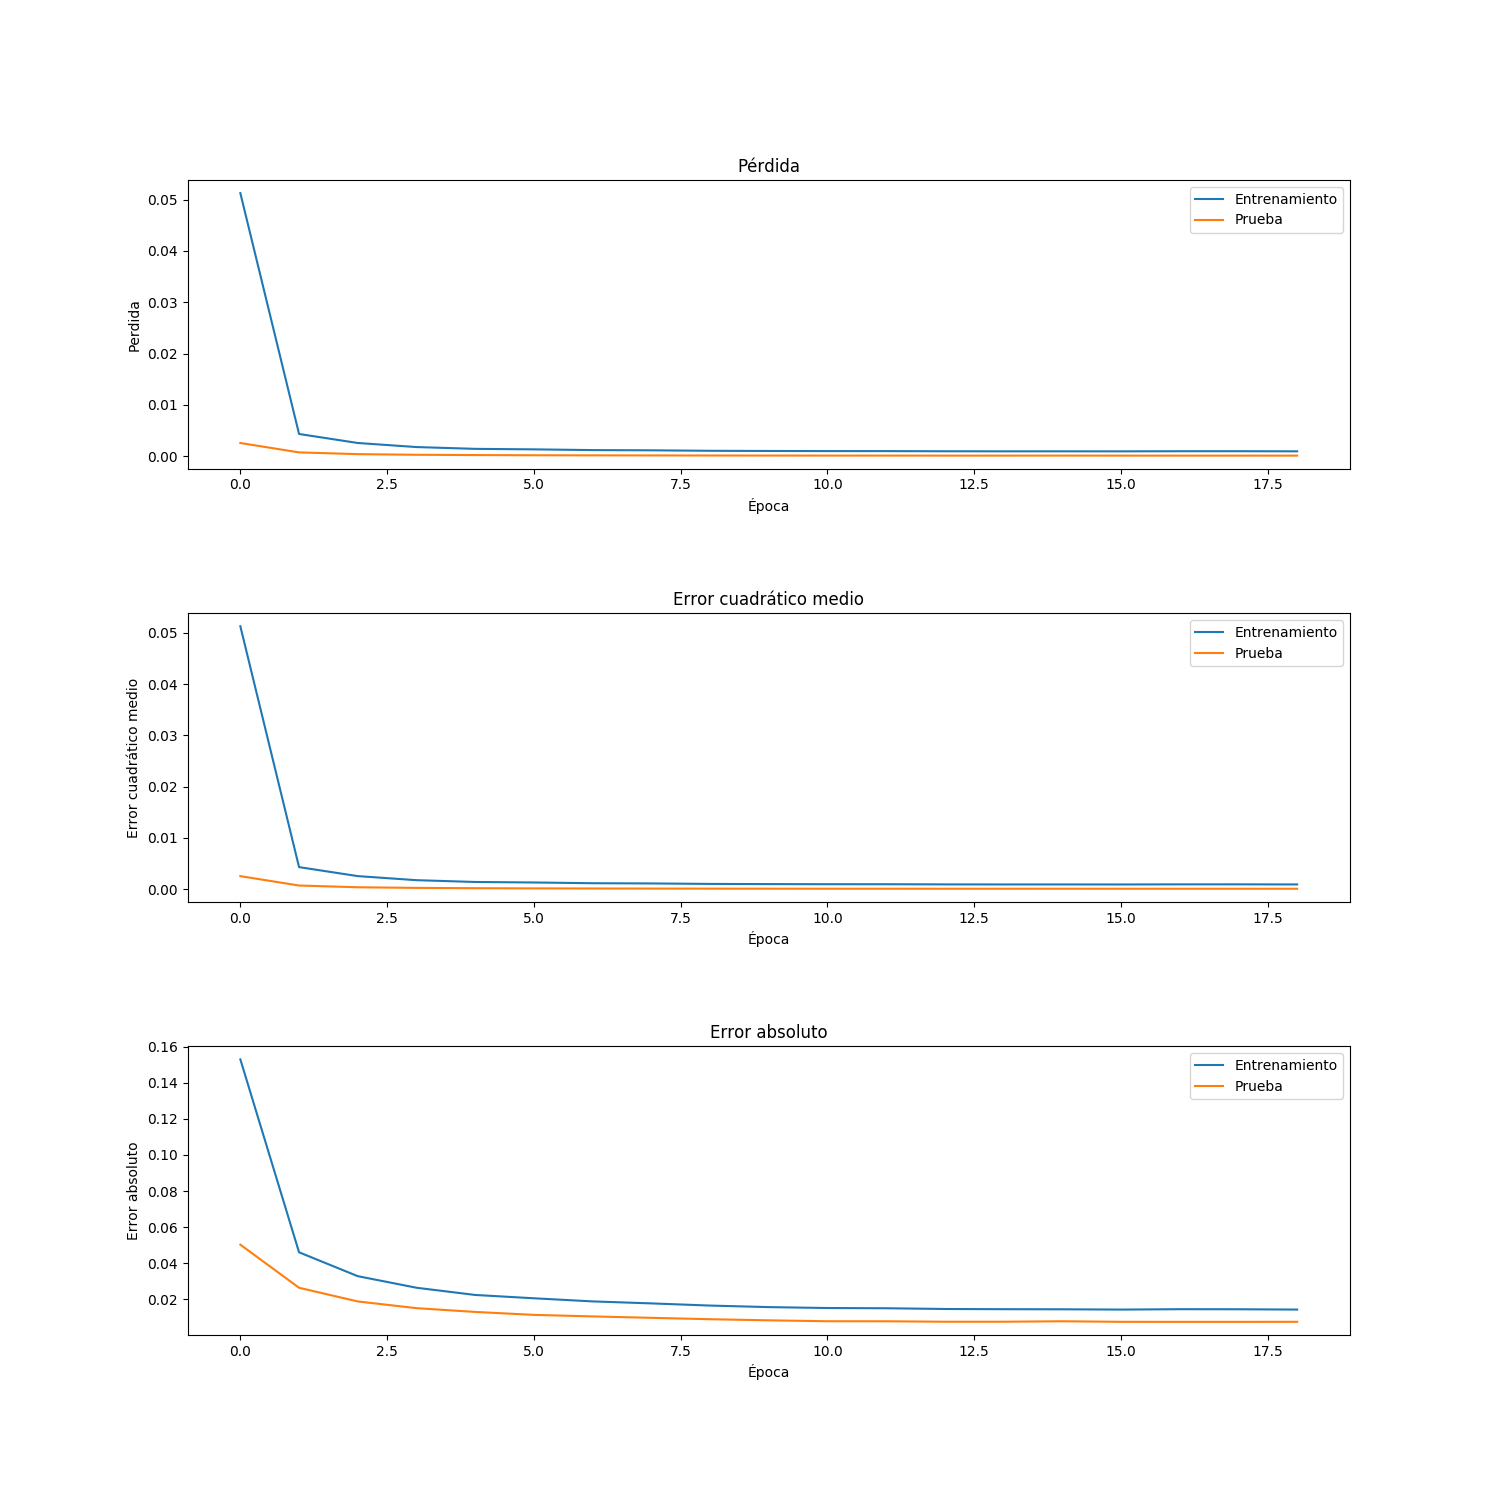 Pérdida
0.05
0.04
0.03
0.02
0.01
0.00
Perdida
Entrenamiento
Prueba
0.0 2.5 5.0 7.5 10.0 12.5 15.0 17.5
Época
Error cuadrático medio
0.05
0.04
0.03
0.02
0.01
0.00
Error cuadrático medio
Entrenamiento
Prueba
0.0 2.5 5.0 7.5 10.0 12.5 15.0 17.5
Época
Error absoluto
0.16
0.14
0.12
0.10
0.08
0.06
0.04
0.02
Error absoluto
Entrenamiento
Prueba
0.0 2.5 5.0 7.5 10.0 12.5 15.0 17.5
Época